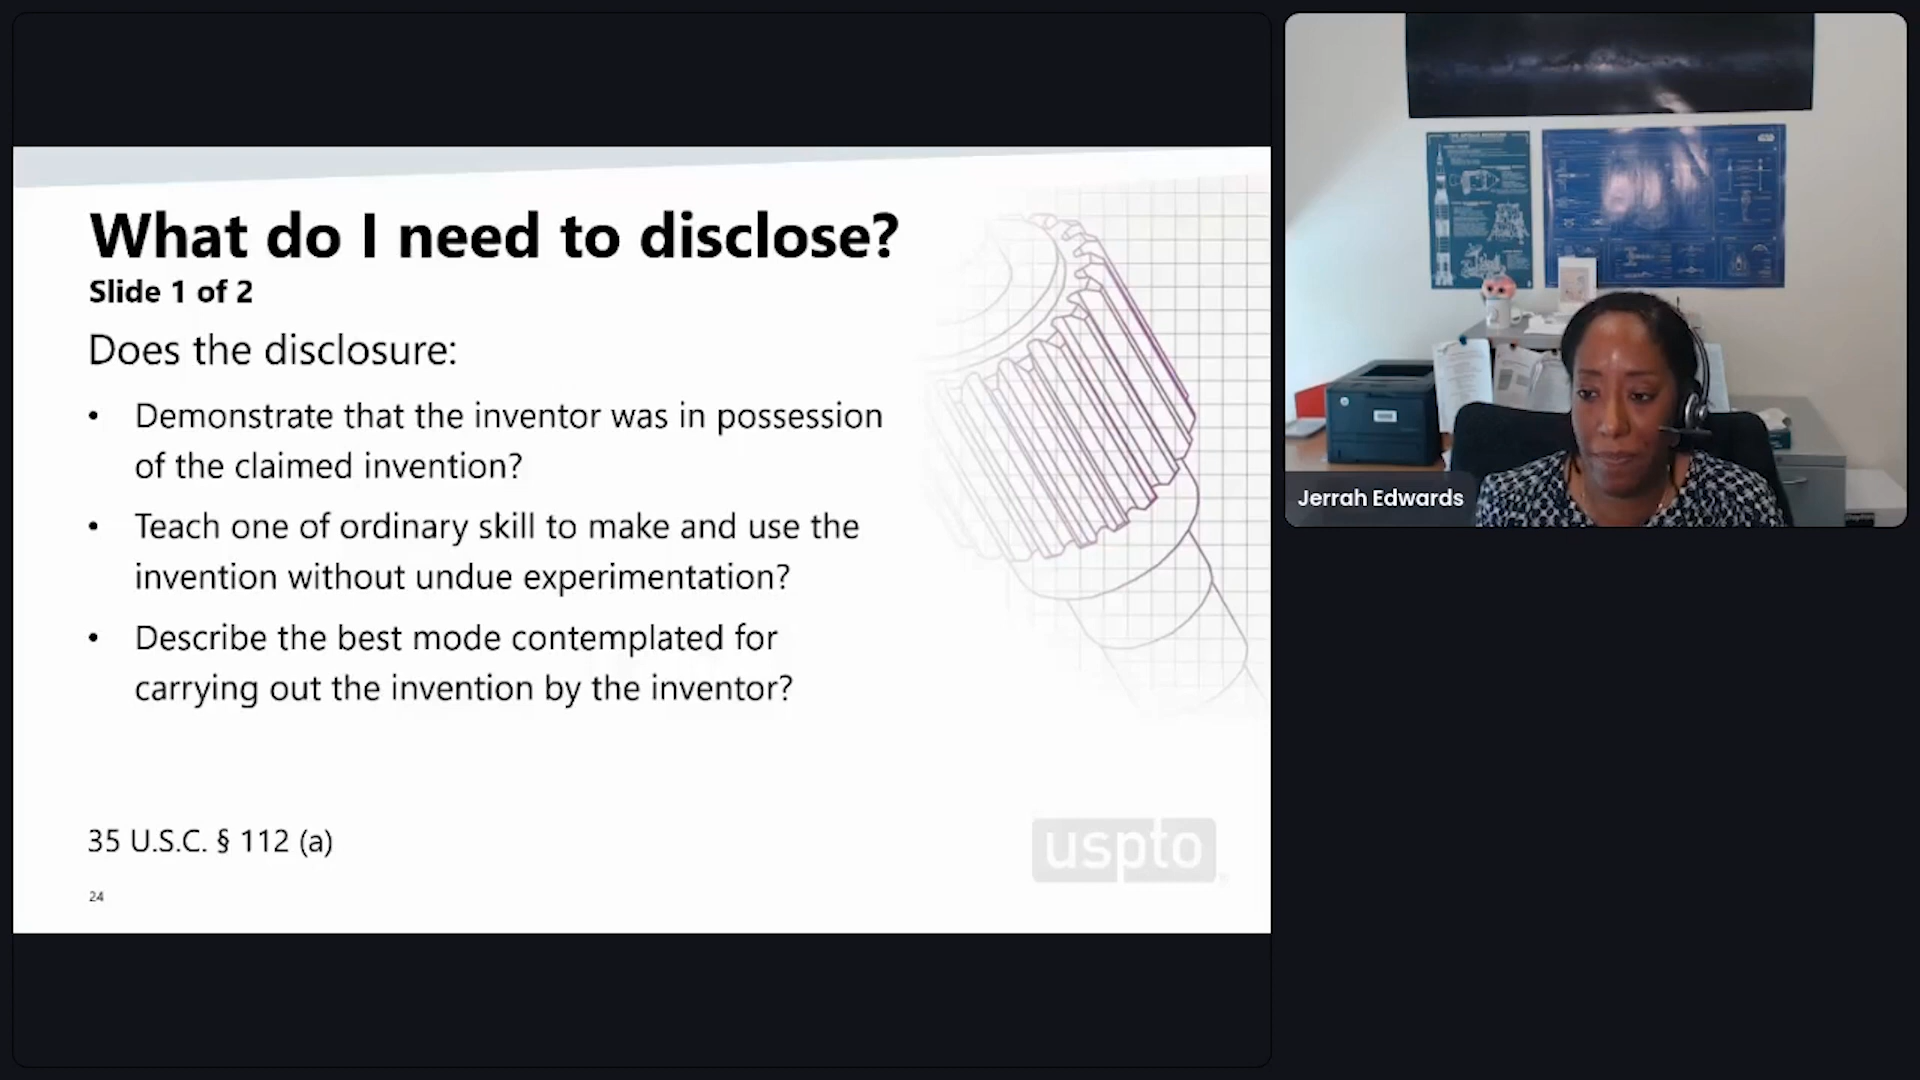 What do I need to disclose?
Slide 1 of 2
Does the disclosure:
• Demonstrate that the inventor was in possession
of the claimed invention?
• Teach one of ordinary skill to make and use the
invention without undue experimentation?
• Describe the best mode contemplated for
carrying out the invention by the inventor?
35 U.S.C. § 112 (a)
24
uspto
Jerrah Edwards